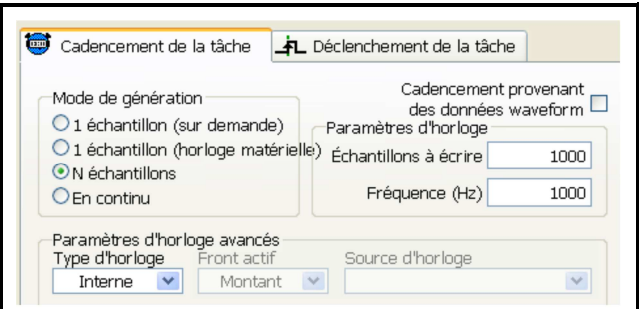 Cadencement de la tâche
Déclenchement de la tâche
Mode de génération
1 échantillon (sur demande)
1 échantillon (horloge matérielle)
N échantillons
En continu
Cadencement provenant
des données waveform
Paramètres d'horloge
Échantillons à écrire 1000
Fréquence (Hz) 1000
Paramètres d'horloge avancés
Type d'horloge Front actif Source d'horloge
Interne Montant